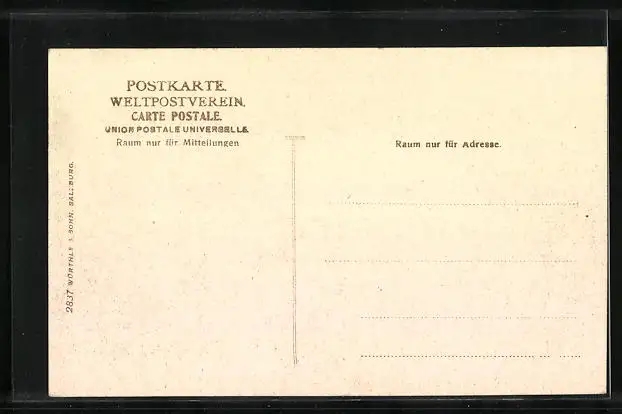 POSTKARTE.
WELTPOSTVEREIN.
CARTE POSTALE.
UNION POSTALE UNIVERSELLE.
Raum nur für Mitteilungen
Raum nur für Adresse.
2837 WÜRTHLE & SOHN, SALZBURG.